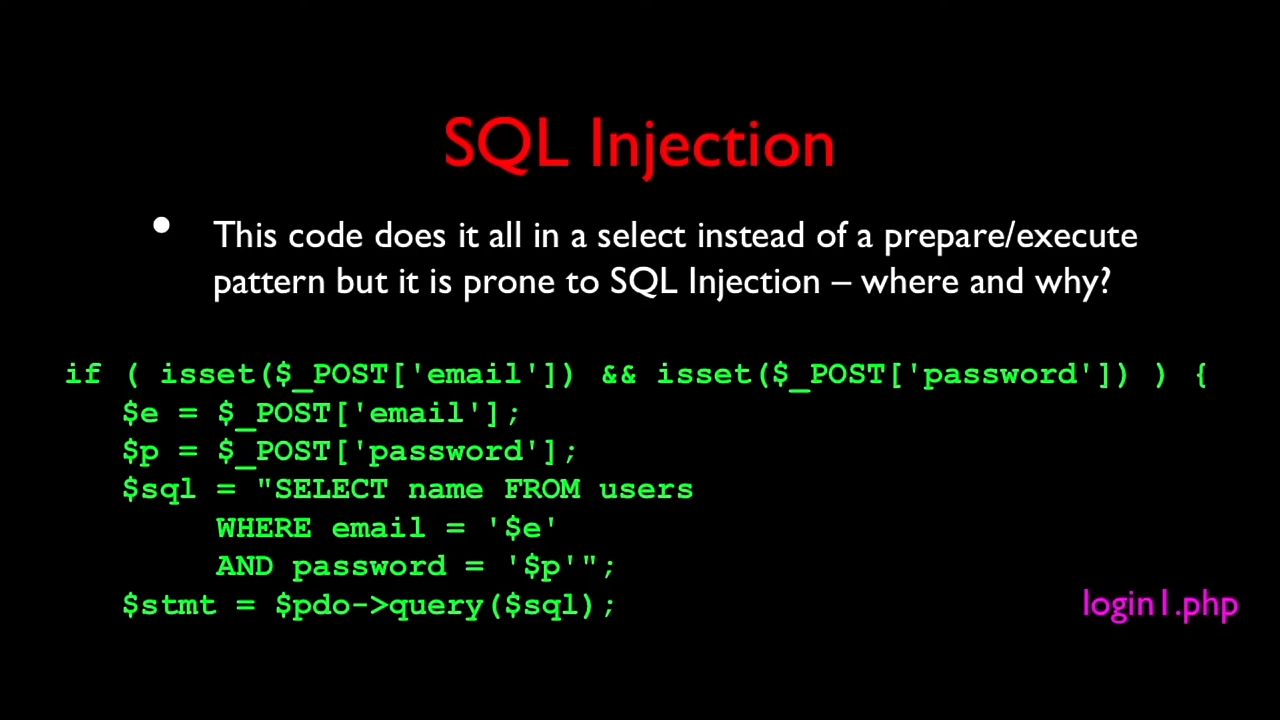 SQL Injection
• This code does it all in a select instead of a prepare/execute
pattern but it is prone to SQL Injection – where and why?
if ( isset($_POST['email']) && isset($_POST['password']) ) {
   $e = $_POST['email'];
   $p = $_POST['password'];
   $sql = "SELECT name FROM users
        WHERE email = '$e'
        AND password = '$p'";
   $stmt = $pdo->query($sql);
login1.php